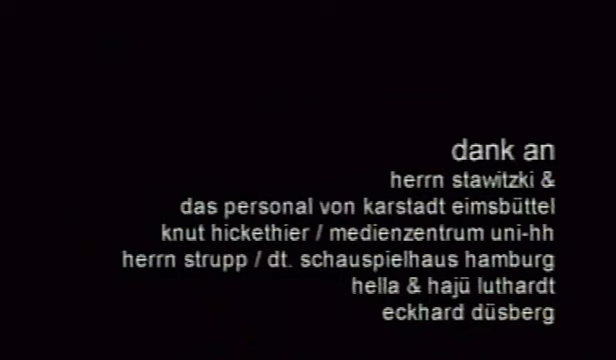 dank an
herrn stawitzki &
das personal von karstadt eimsbüttel
knut hickethier / medienzentrum uni-hh
herrn strupp / dt. schauspielhaus hamburg
hella & hajü luthardt
eckhard düsberg